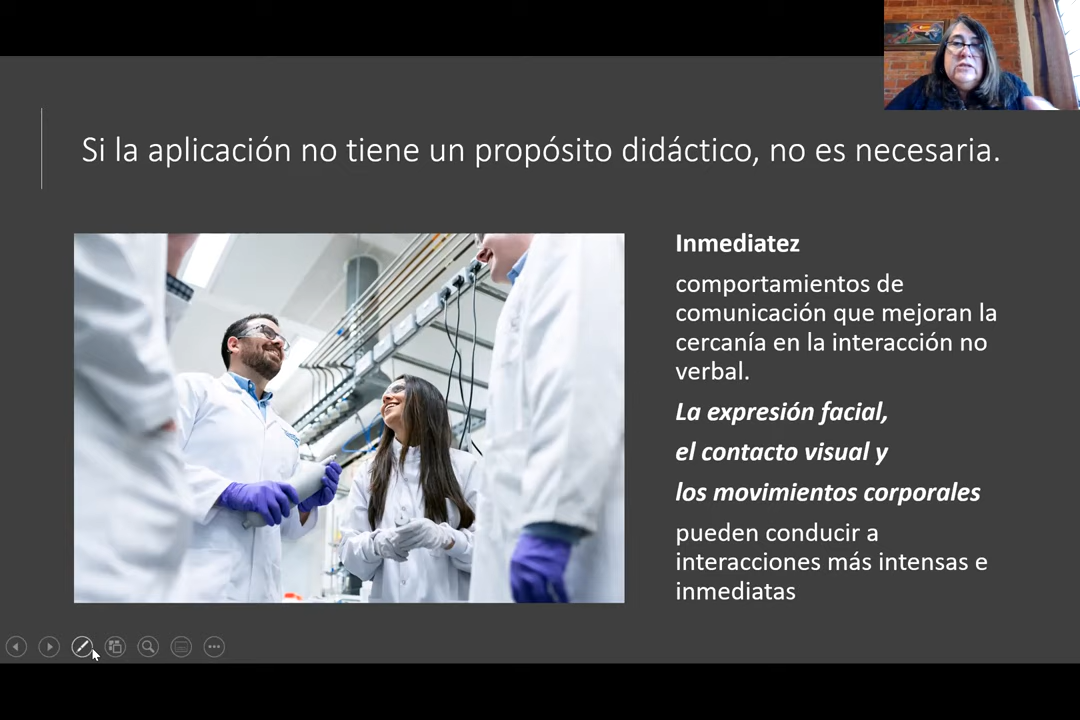 Si la aplicación no tiene un propósito didáctico, no es necesaria.
Inmediatez
comportamientos de
comunicación que mejoran la
cercanía en la interacción no
verbal.
La expresión facial,
el contacto visual y
los movimientos corporales
pueden conducir a
interacciones más intensas e
inmediatas